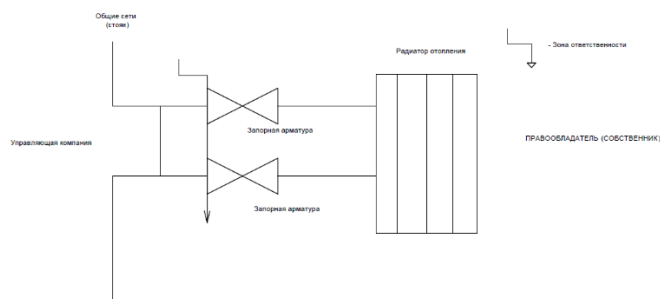 Общие сети
(стояк)
Радиатор отопления
- Зона ответственности
Запорная арматура
Управляющая компания
ПРАВООБЛАДАТЕЛЬ (СОБСТВЕННИК)
Запорная арматура